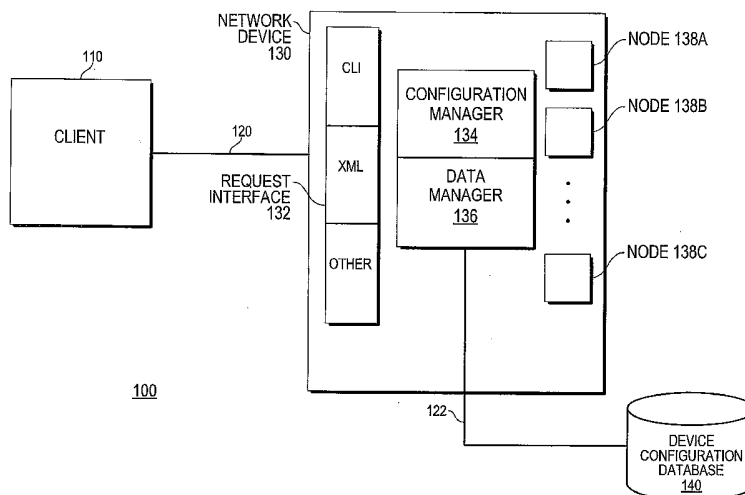 110
CLIENT
120
NETWORK
DEVICE
130
CLI
XML
OTHER
REQUEST
INTERFACE
132
CONFIGURATION
MANAGER
134
DATA
MANAGER
136
NODE 138A
NODE 138B
NODE 138C
100
122
DEVICE
CONFIGURATION
DATABASE
140